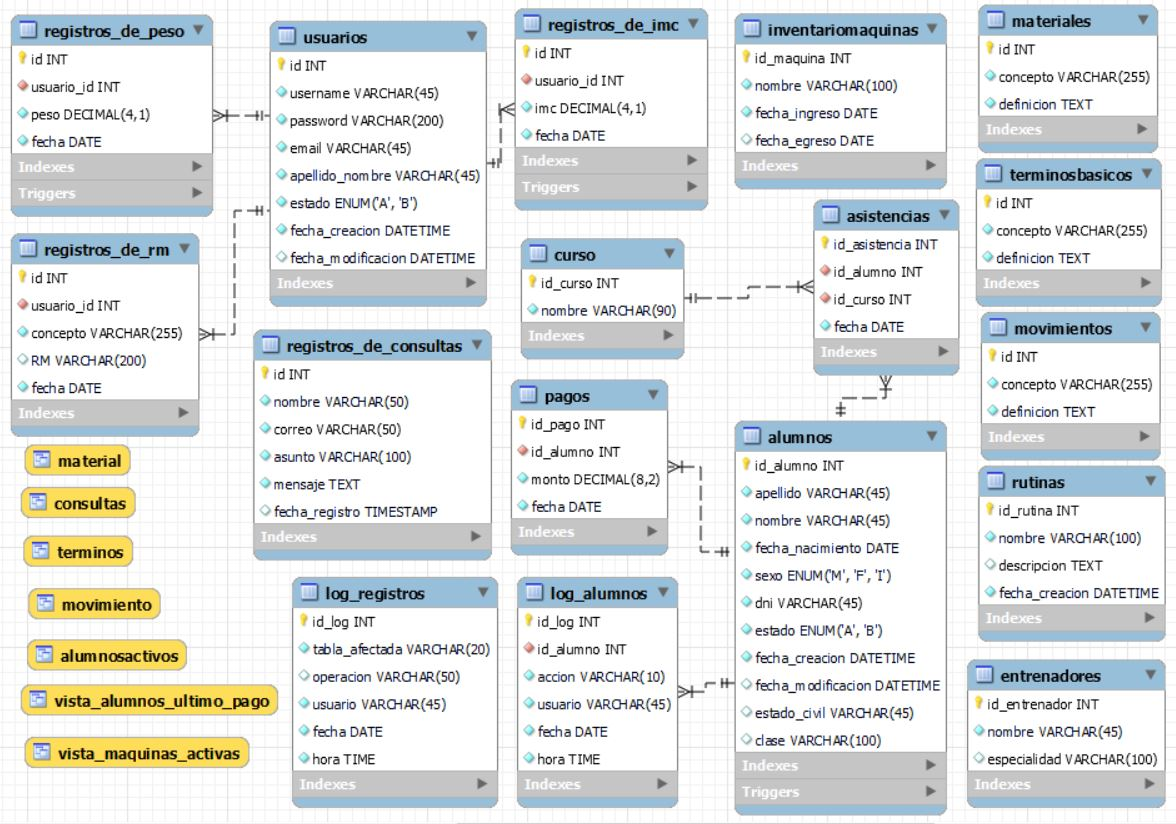 registros_de_peso
id INT
usuario_id INT
peso DECIMAL(4,1)
fecha DATE
Indexes
Triggers
usuarios
id INT
username VARCHAR(45)
password VARCHAR(200)
email VARCHAR(45)
apellido_nombre VARCHAR(45)
estado ENUM('A', 'B')
fecha_creacion DATETIME
fecha_modificacion DATETIME
Indexes
registros_de_imc
id INT
usuario_id INT
imc DECIMAL(4,1)
fecha DATE
Indexes
Triggers
inventariomaquinas
id_maquina INT
nombre VARCHAR(100)
fecha_ingreso DATE
fecha_egreso DATE
Indexes
materiales
id INT
concepto VARCHAR(255)
definicion TEXT
Indexes
terminosbasicos
id INT
concepto VARCHAR(255)
definicion TEXT
Indexes
registros_de_rm
id INT
usuario_id INT
concepto VARCHAR(255)
RM VARCHAR(200)
fecha DATE
Indexes
curso
id_curso INT
nombre VARCHAR(90)
Indexes
asistencias
id_asistencia INT
id_alumno INT
id_curso INT
fecha DATE
Indexes
movimientos
id INT
concepto VARCHAR(255)
definicion TEXT
Indexes
registros_de_consultas
id INT
nombre VARCHAR(50)
correo VARCHAR(50)
asunto VARCHAR(100)
mensaje TEXT
fecha_registro TIMESTAMP
Indexes
pagos
id_pago INT
id_alumno INT
monto DECIMAL(8,2)
fecha DATE
Indexes
alumnos
id_alumno INT
apellido VARCHAR(45)
nombre VARCHAR(45)
fecha_nacimiento DATE
sexo ENUM('M', 'F', 'I')
dni VARCHAR(45)
estado ENUM('A', 'B')
fecha_creacion DATETIME
fecha_modificacion DATETIME
estado_civil VARCHAR(45)
clase VARCHAR(100)
Indexes
Triggers
rutinas
id_rutina INT
nombre VARCHAR(100)
descripcion TEXT
fecha_creacion DATETIME
Indexes
material
consultas
terminos
movimiento
alumnosactivos
vista_alumnos_ultimo_pago
vista_maquinas_activas
log_registros
id_log INT
tabla_afectada VARCHAR(20)
operacion VARCHAR(50)
usuario VARCHAR(45)
fecha DATE
hora TIME
Indexes
log_alumnos
id_log INT
id_alumno INT
accion VARCHAR(10)
usuario VARCHAR(45)
fecha DATE
hora TIME
Indexes
entrenadores
id_entrenador INT
nombre VARCHAR(45)
especialidad VARCHAR(100)
Indexes